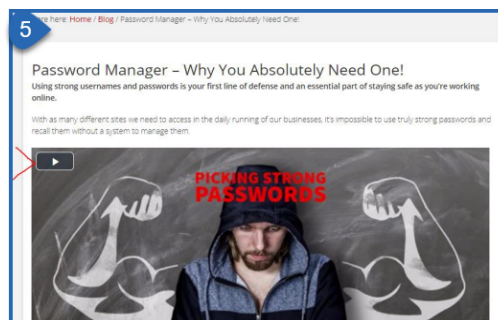 5
here: Home / Blog / Password Manager – Why You Absolutely Need One!
Password Manager – Why You Absolutely Need One!
Using strong usernames and passwords is your first line of defense and an essential part of staying safe as you're working
online.
With as many different sites we need to access in the daily running of our businesses, it's impossible to use truly strong passwords and
recall them without a system to manage them.
PICKING STRONG
PASSWORDS